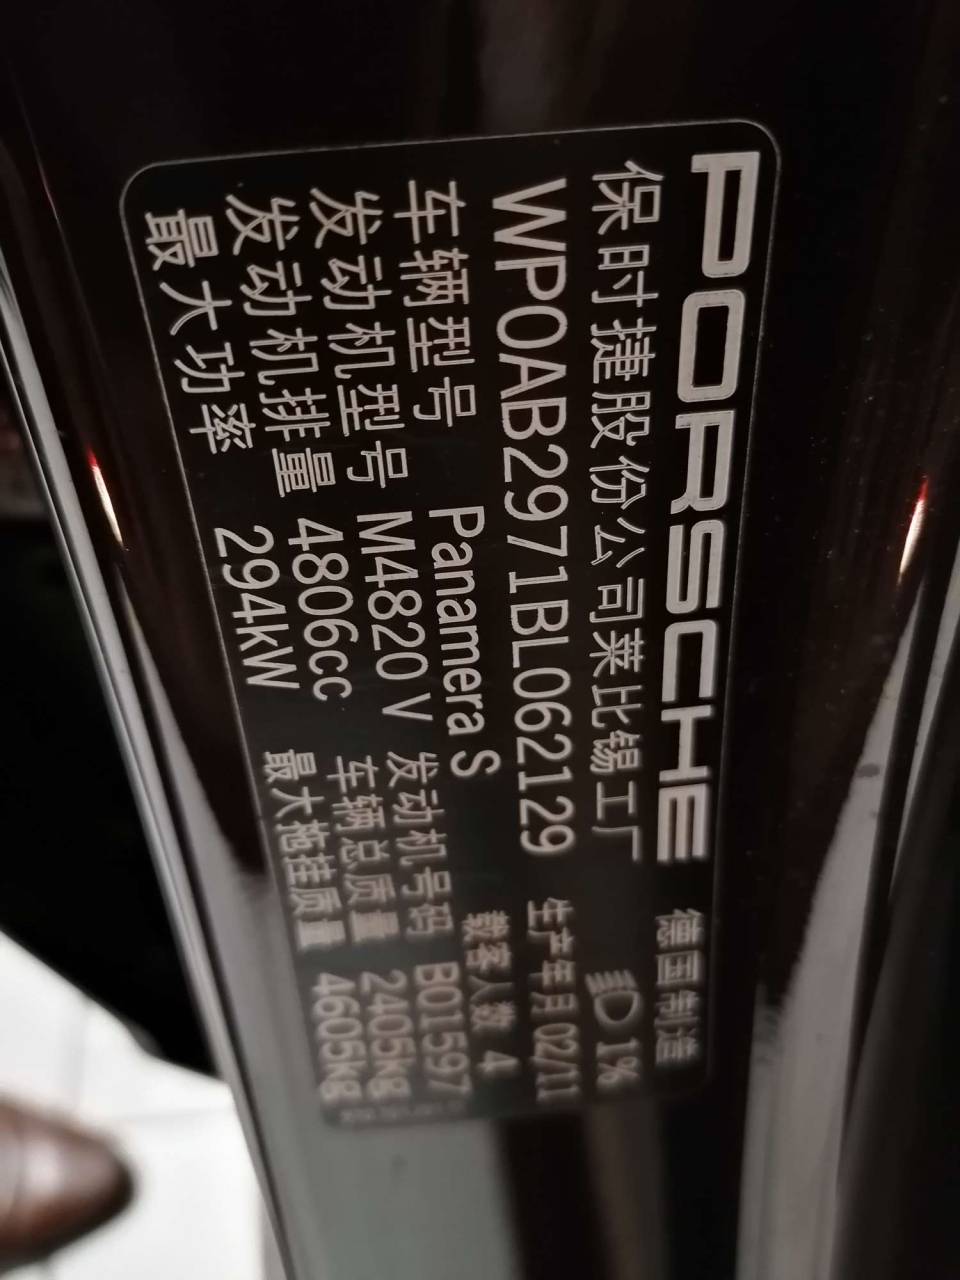 PORSCHE 德国制造
保时捷股份公司莱比锡工厂 1%
WP0AB2971BL062129 生产年月 02/11
车辆型号 Panamera S 载客人数 4
发动机型号 M4820V 发动机号码 B01597
发动机排量 4806cc 车辆总质量 2405kg
最大功率 294kW 最大拖挂质量 4605kg